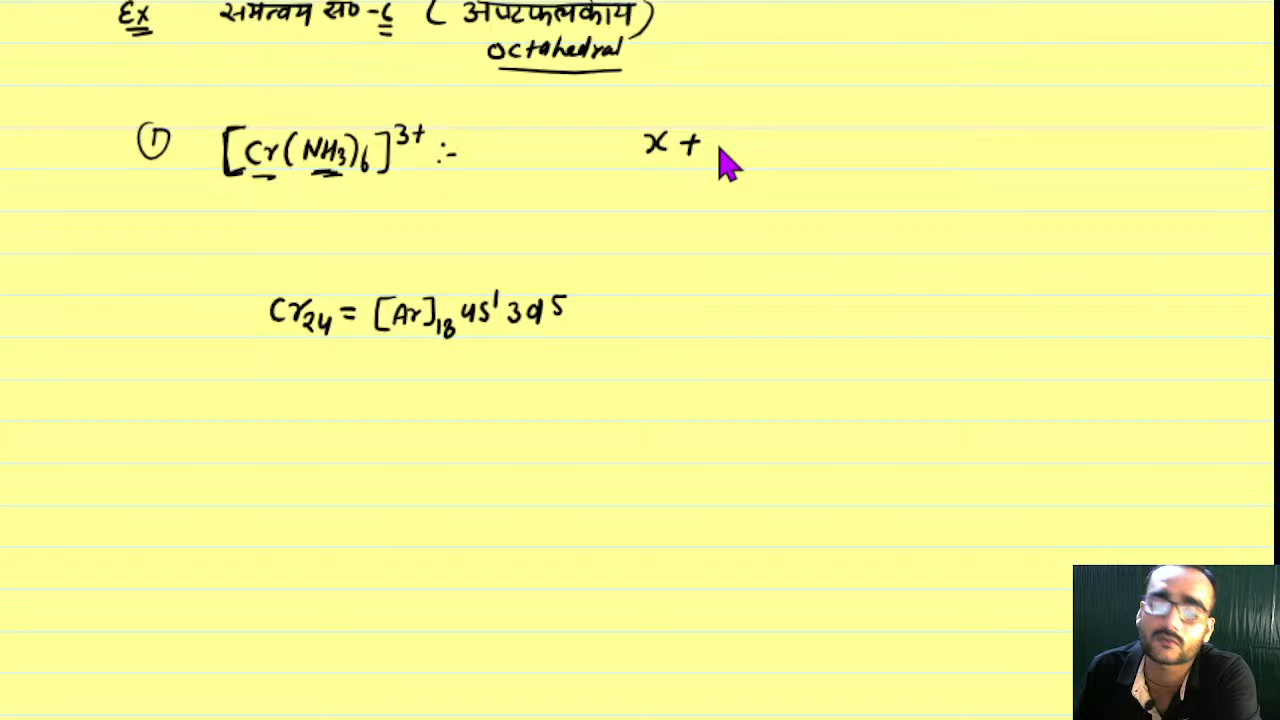 Ex समन्वय सं० -6 (अष्टफलकीय)
Octahedral
① [Cr(NH3)6]3+ :- x +
Cr24 = [Ar]18 4s1 3d5